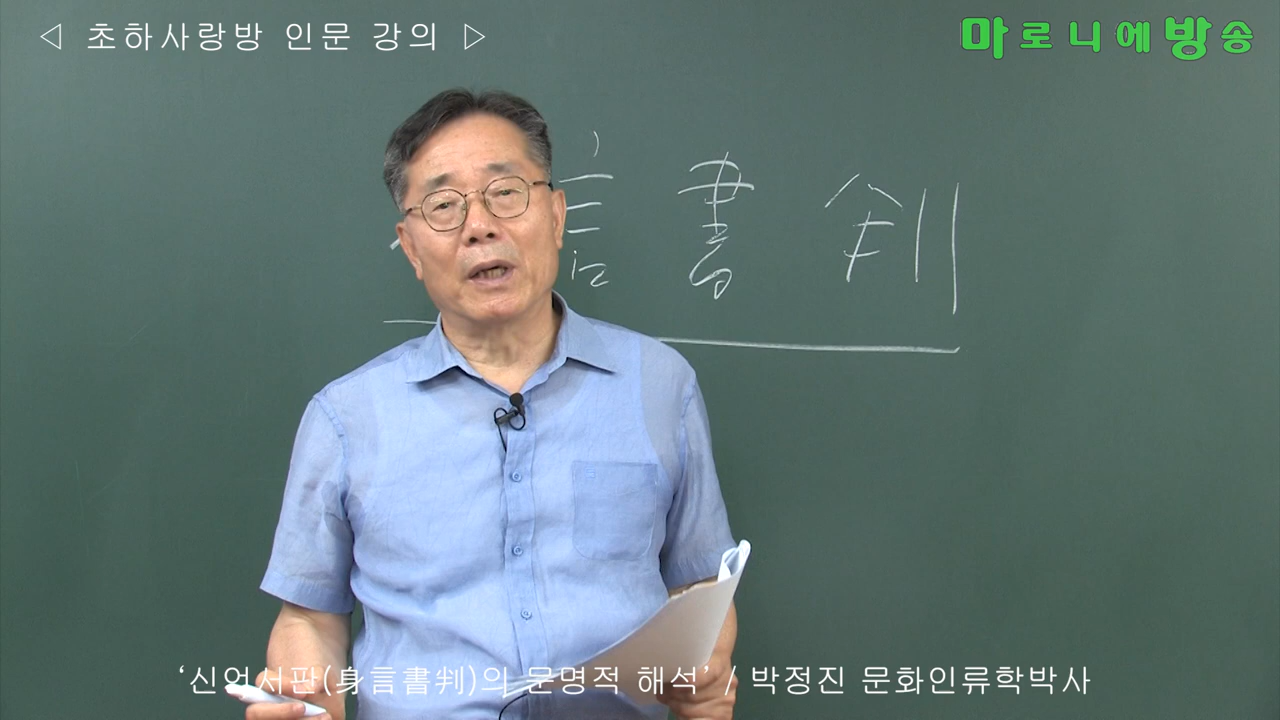 ◁ 초하사랑방 인문 강의 ▷
마로니에방송
言 書 判
‘신언서판(身言書判)의 문명적 해석’ / 박정진 문화인류학박사